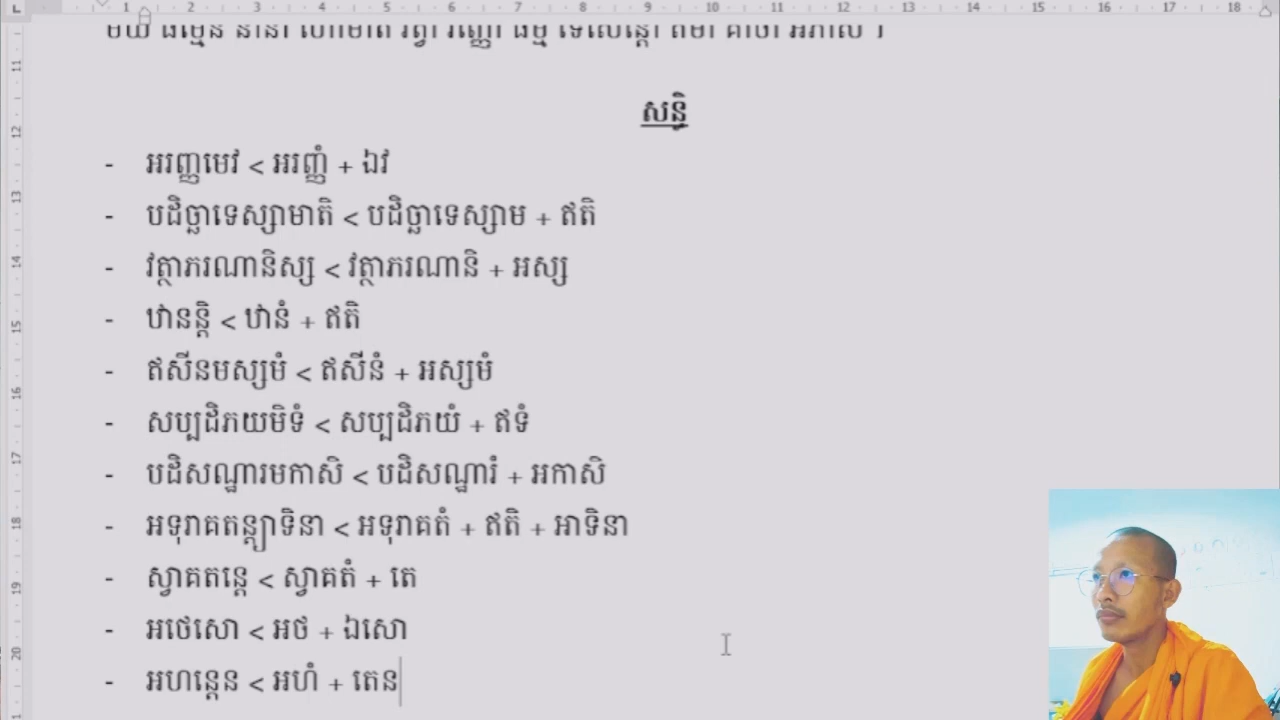 សន្ធិ
- អរញ្ញមេវ < អរញ្ញំ + ឯវ
- បដិច្ឆាទេស្សាមាតិ < បដិច្ឆាទេស្សាម + ឥតិ
- វត្ថាភរណានិស្ស < វត្ថាភរណានិ + អស្ស
- ឋានន្តិ < ឋានំ + ឥតិ
- ឥសីនមស្សមំ < ឥសីនំ + អស្សមំ
- សប្បដិភយមិទំ < សប្បដិភយំ + ឥទំ
- បដិសណ្ឋារមកាសិ < បដិសណ្ឋារំ + អកាសិ
- អទុរាគតន្ត្យាទិនា < អទុរាគតំ + ឥតិ + អាទិនា
- ស្វាគតន្តេ < ស្វាគតំ + តេ
- អថេសោ < អថ + ឯសោ
- អហន្តេន < អហំ + តេន